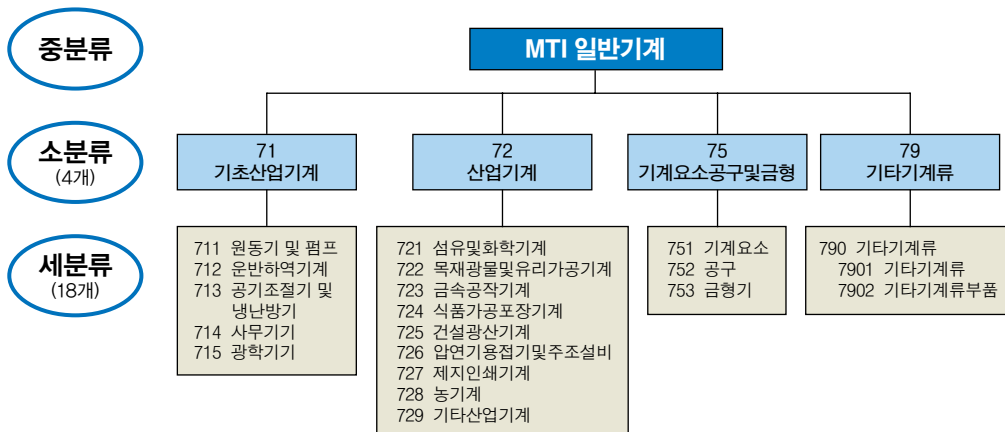 중분류
MTI 일반기계
소분류
(4개)
71
기초산업기계
72
산업기계
75
기계요소공구및금형
79
기타기계류
세분류
(18개)
711 원동기 및 펌프
712 운반하역기계
713 공기조절기 및
냉난방기
714 사무기기
715 광학기기
721 섬유및화학기계
722 목재광물및유리가공기계
723 금속공작기계
724 식품가공포장기계
725 건설광산기계
726 압연기용접기및주조설비
727 제지인쇄기계
728 농기계
729 기타산업기계
751 기계요소
752 공구
753 금형기
790 기타기계류
7901 기타기계류
7902 기타기계류부품